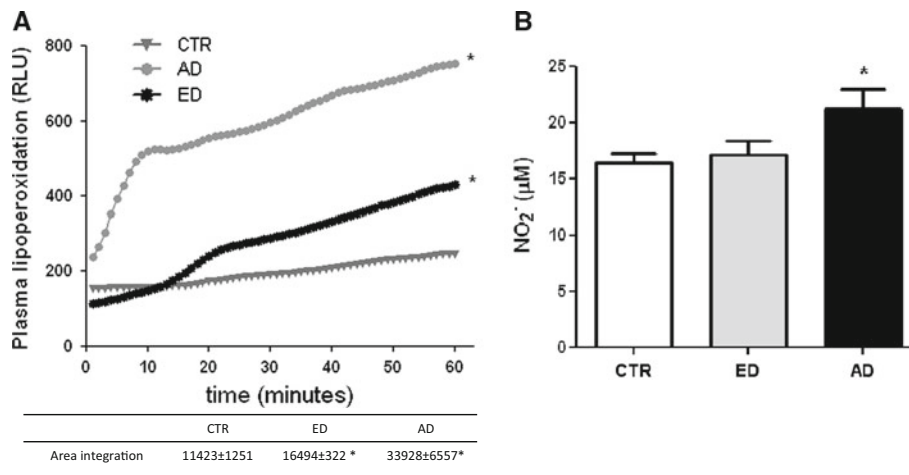 A
Plasma lipoperoxidation (RLU)
800
600
400
200
0
CTR
AD
ED
*
*
0 10 20 30 40 50 60
time (minutes)
CTR ED AD
Area integration 11423±1251 16494±322 * 33928±6557*
B
NO₂⁻ (μM)
25
20
15
10
5
0
*
CTR ED AD